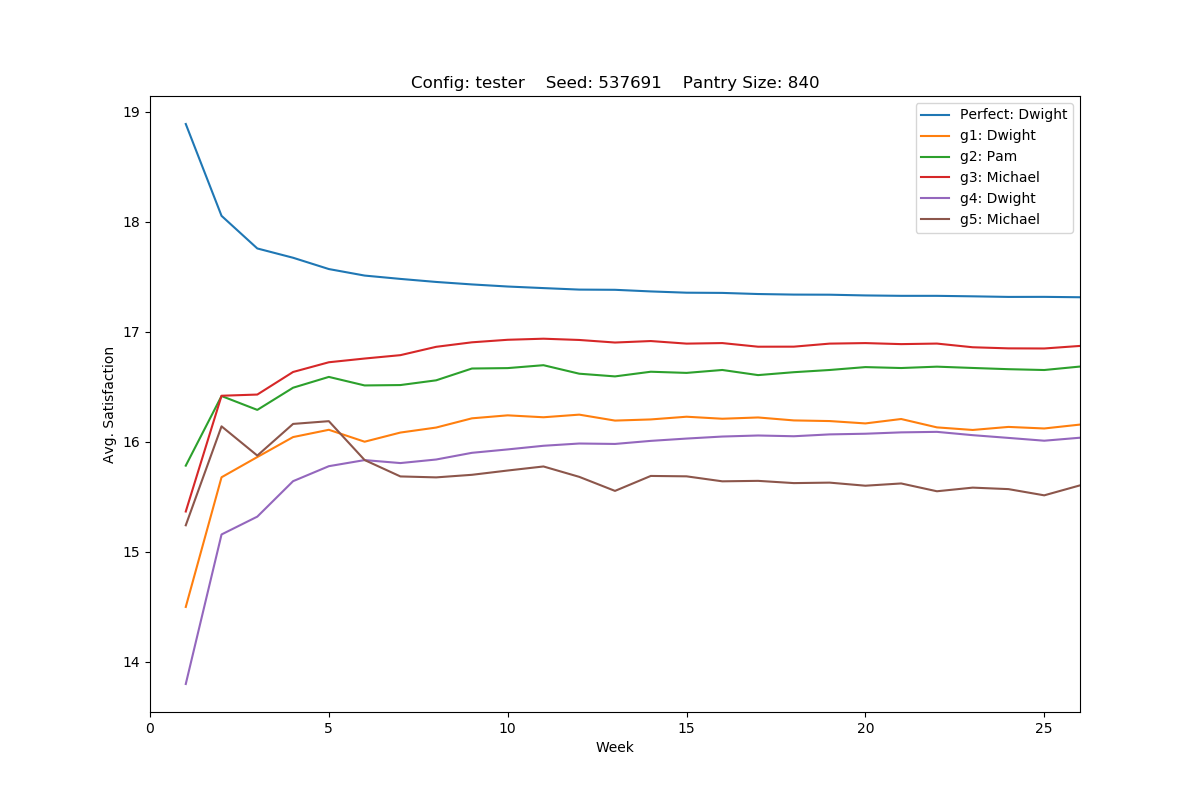 Config: tester    Seed: 537691    Pantry Size: 840
Perfect: Dwight
g1: Dwight
g2: Pam
g3: Michael
g4: Dwight
g5: Michael
19
18
17
16
15
14
Avg. Satisfaction
0 5 10 15 20 25
Week